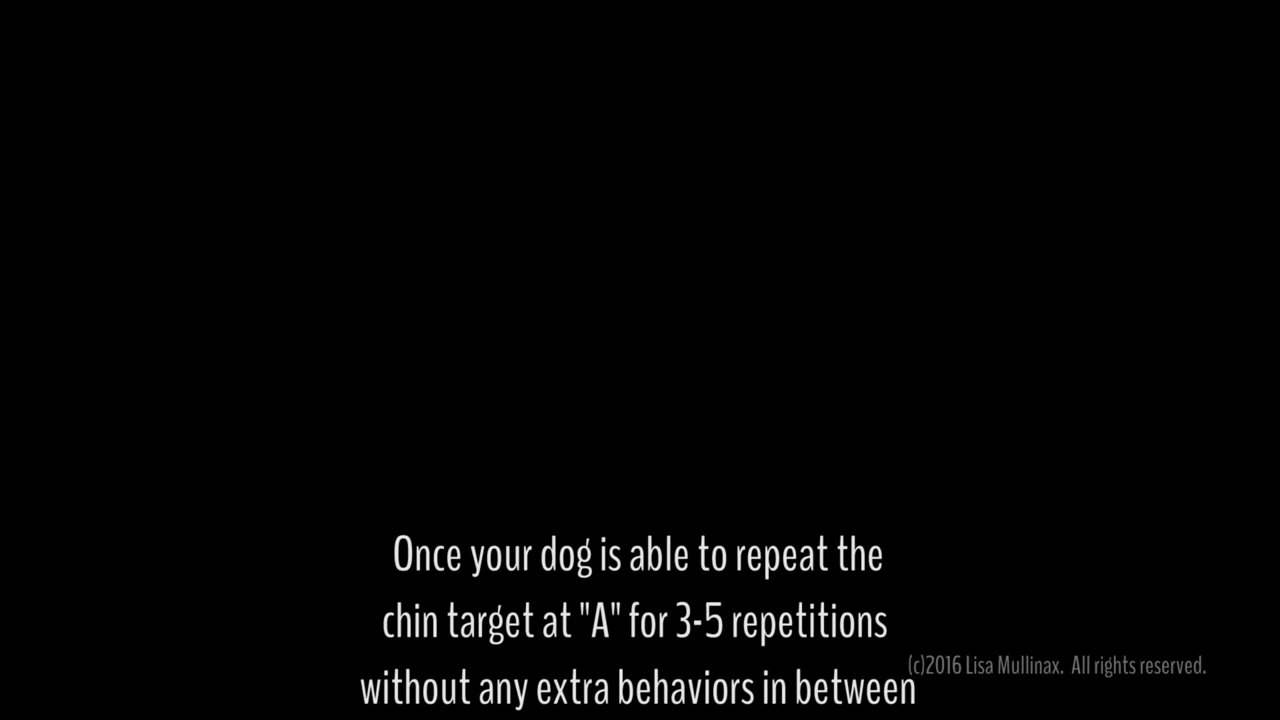 Once your dog is able to repeat the
chin target at "A" for 3-5 repetitions
without any extra behaviors in between
(c)2016 Lisa Mullinax.  All rights reserved.